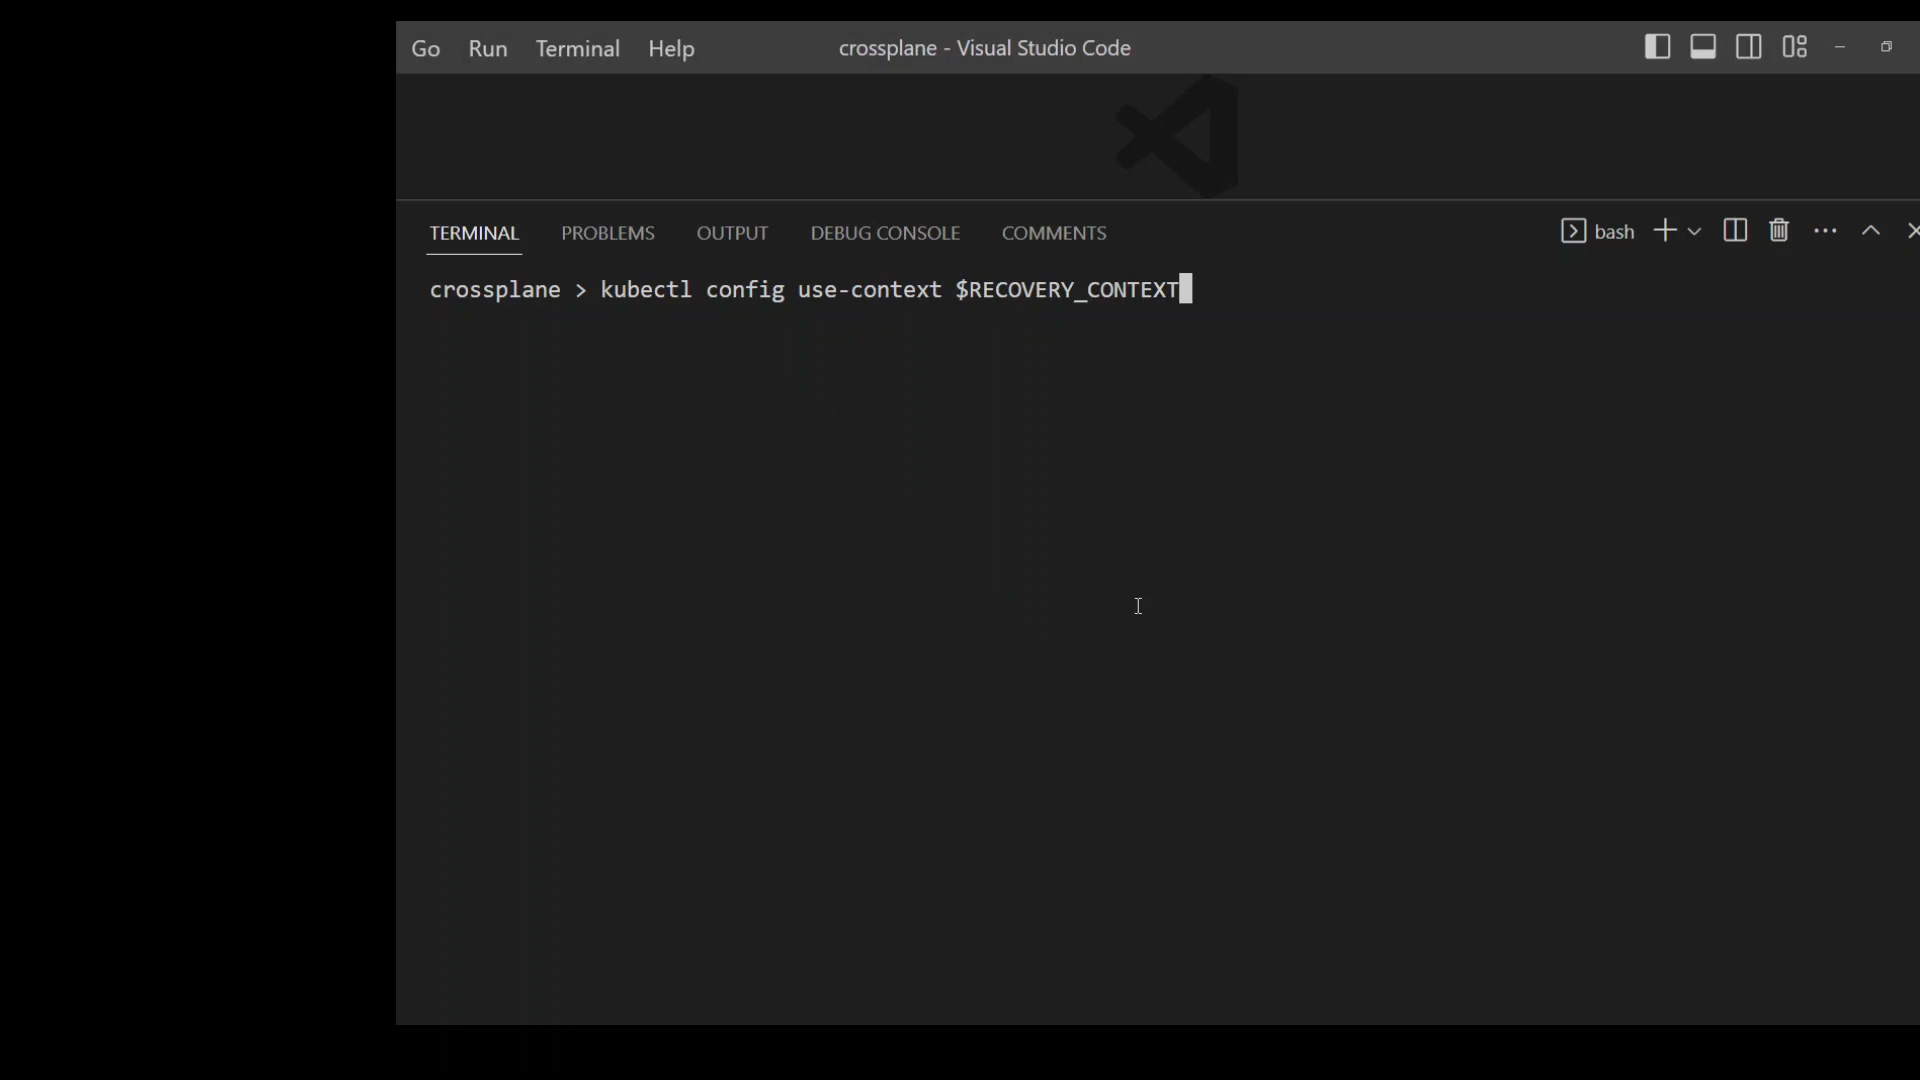 Go Run Terminal Help crossplane - Visual Studio Code
TERMINAL PROBLEMS OUTPUT DEBUG CONSOLE COMMENTS bash
crossplane > kubectl config use-context $RECOVERY_CONTEXT